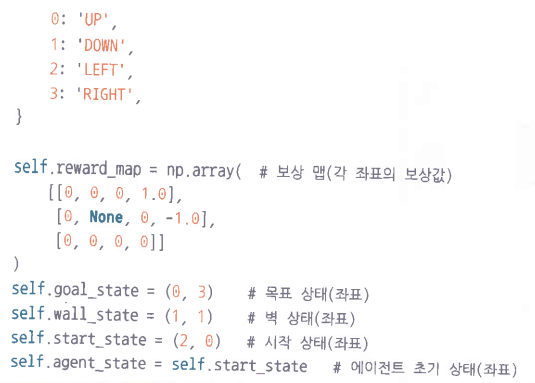 0: 'UP',
1: 'DOWN',
2: 'LEFT',
3: 'RIGHT',
}
self.reward_map = np.array(  # 보상 맵(각 좌표의 보상값)
[[0, 0, 0, 1.0],
[0, None, 0, -1.0],
[0, 0, 0, 0]]
)
self.goal_state = (0, 3)  # 목표 상태(좌표)
self.wall_state = (1, 1)  # 벽 상태(좌표)
self.start_state = (2, 0)  # 시작 상태(좌표)
self.agent_state = self.start_state  # 에이전트 초기 상태(좌표)